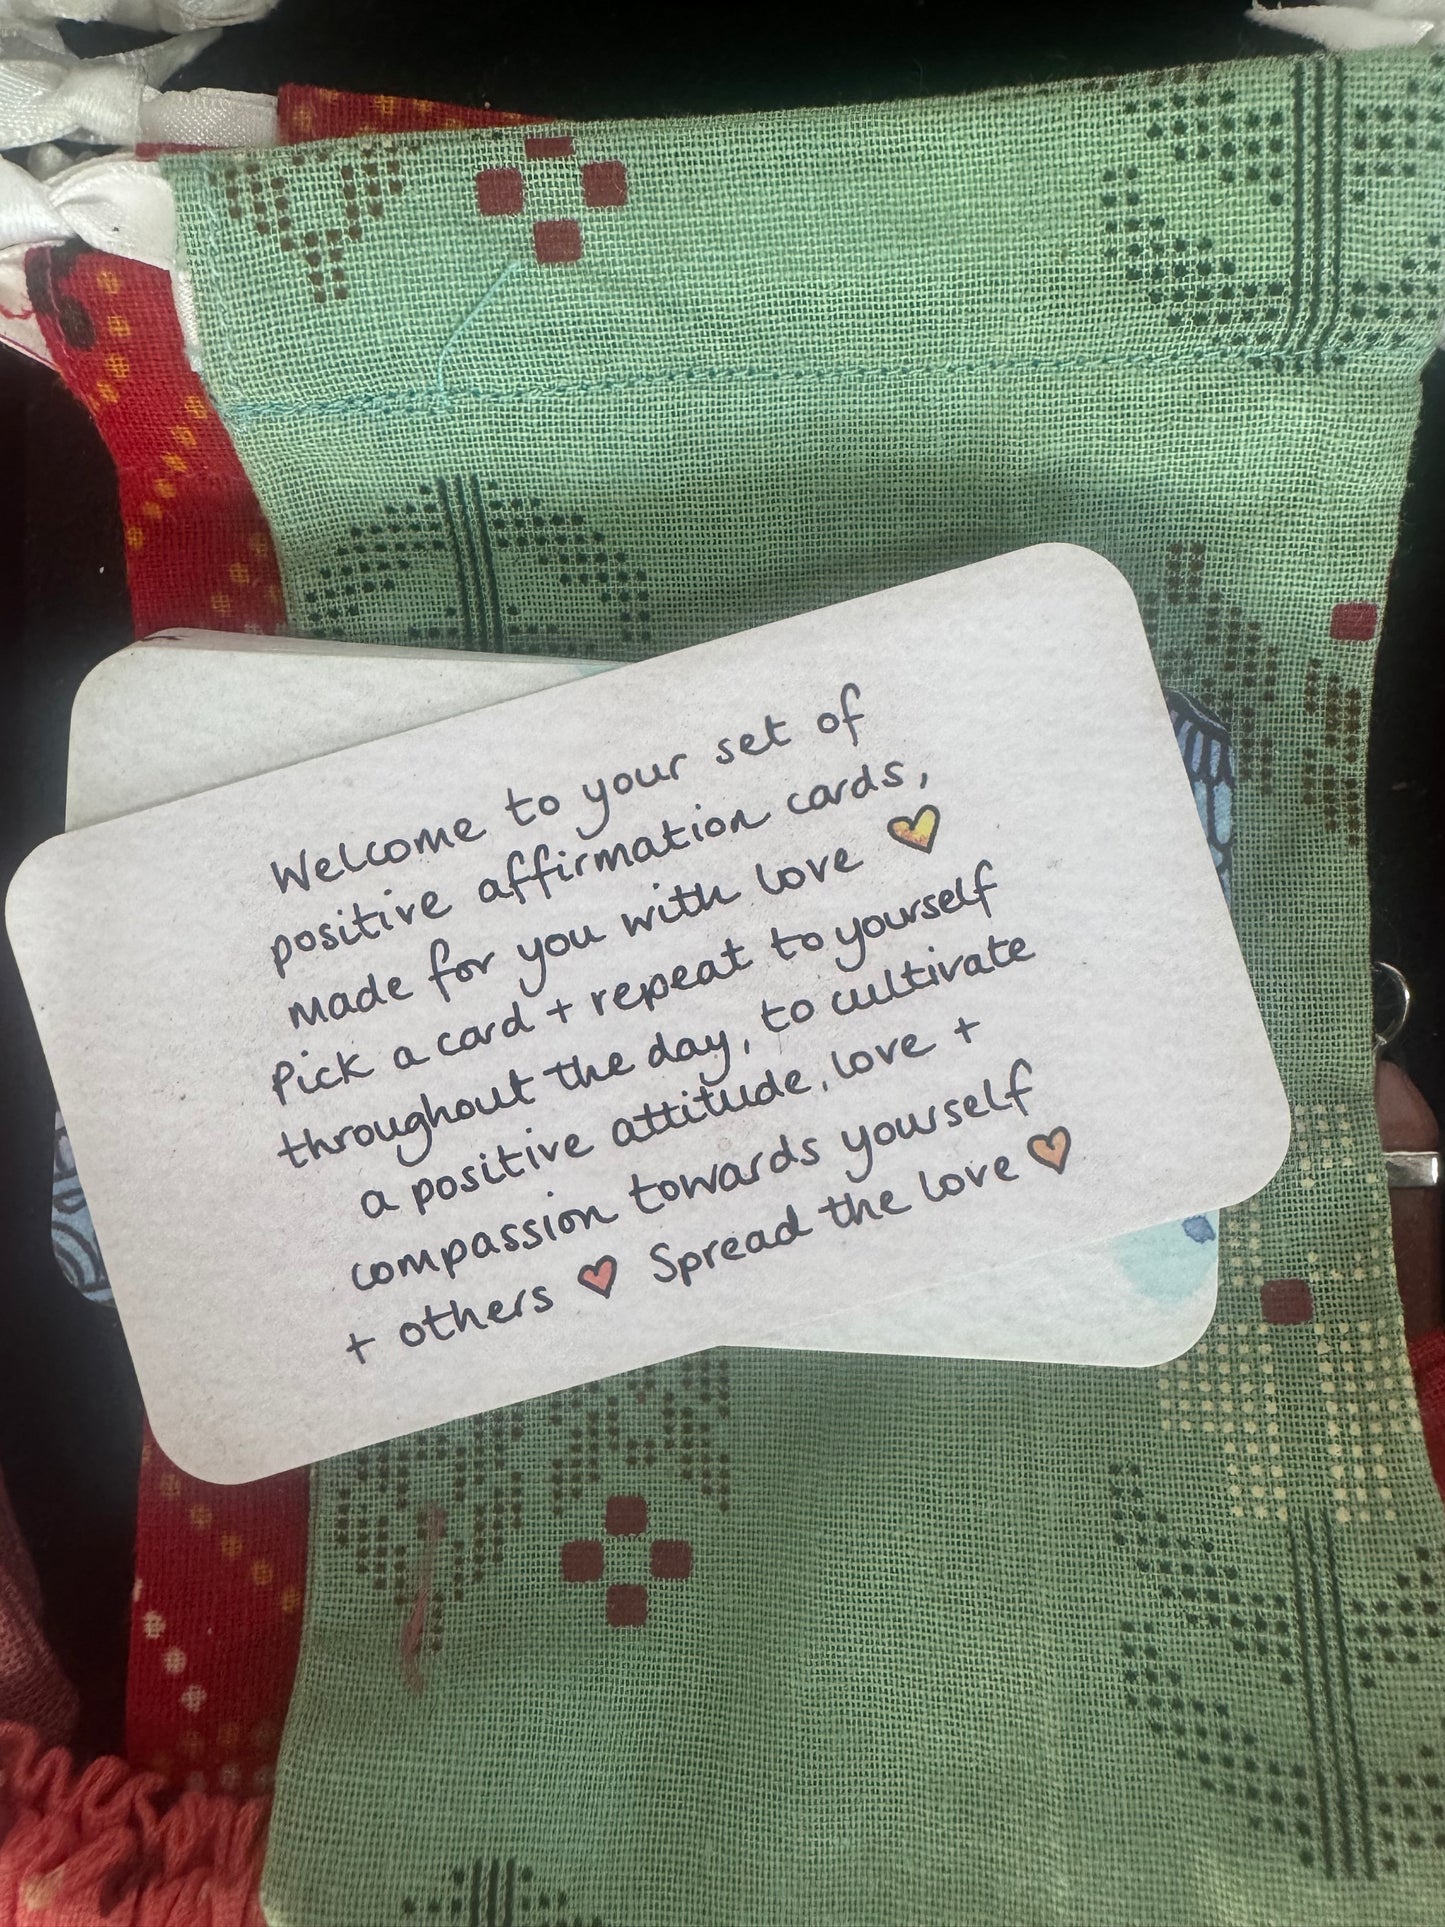 Welcome to your set of
positive affirmation cards,
made for you with love
Pick a card + repeat to yourself
throughout the day, to cultivate
a positive attitude, love +
compassion towards yourself
+ others Spread the love